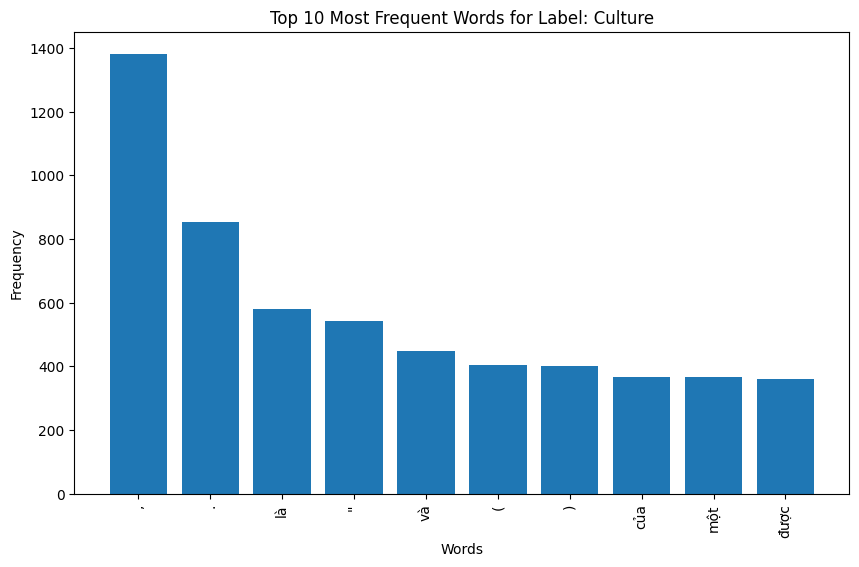 Top 10 Most Frequent Words for Label: Culture
1400
1200
1000
800
600
400
200
0
Frequency
,
.
là
"
và
(
)
của
một
được
Words